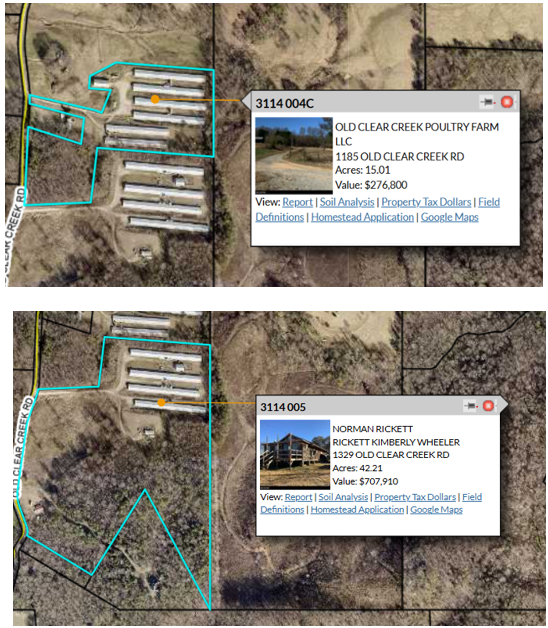 3114 004C
OLD CLEAR CREEK POULTRY FARM
LLC
1185 OLD CLEAR CREEK RD
Acres: 15.01
Value: $276,800
View: Report | Soil Analysis | Property Tax Dollars | Field
Definitions | Homestead Application | Google Maps
CLEAR CREEK RD
3114 005
NORMAN RICKETT
RICKETT KIMBERLY WHEELER
1329 OLD CLEAR CREEK RD
Acres: 42.21
Value: $707,910
View: Report | Soil Analysis | Property Tax Dollars | Field
Definitions | Homestead Application | Google Maps
OLD CLEAR CREEK RD